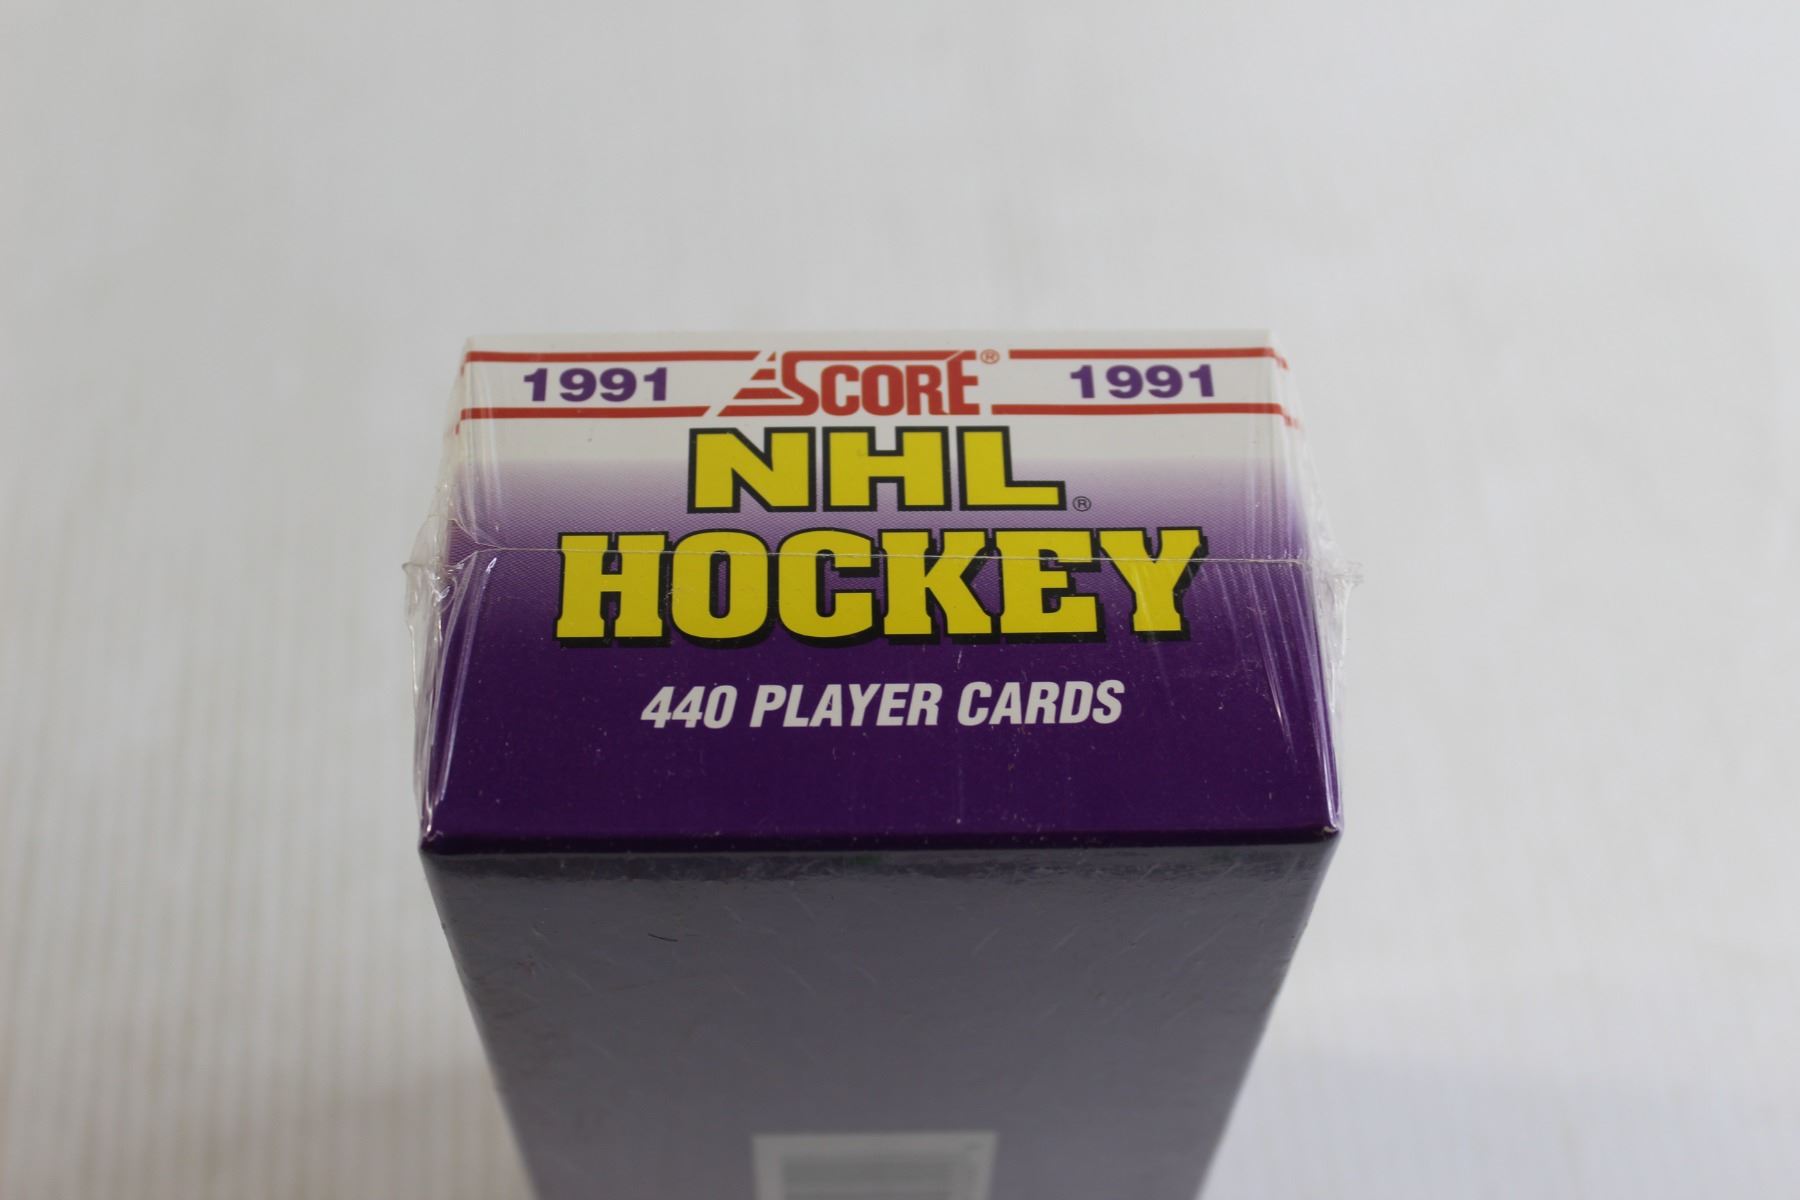 1991 SCORE® 1991
NHL®
HOCKEY
440 PLAYER CARDS